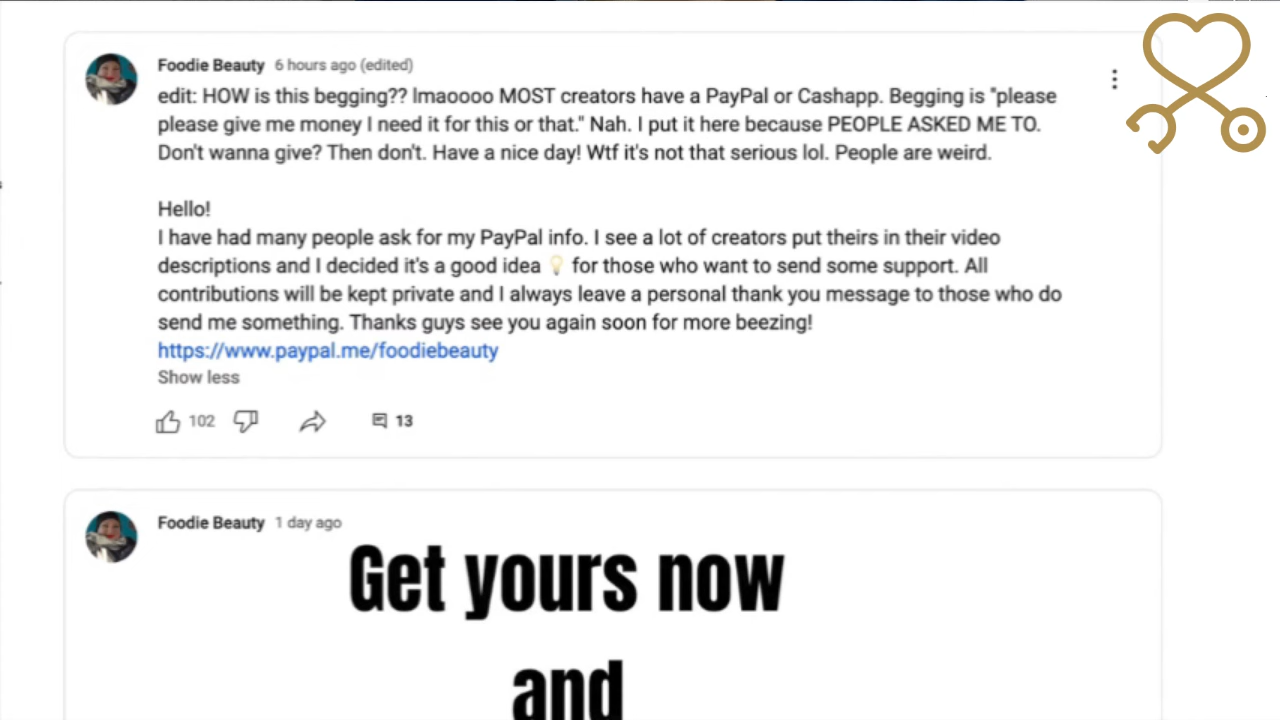 Foodie Beauty 6 hours ago (edited)
edit: HOW is this begging?? lmaoooo MOST creators have a PayPal or Cashapp. Begging is "please
please give me money I need it for this or that." Nah. I put it here because PEOPLE ASKED ME TO.
Don't wanna give? Then don't. Have a nice day! Wtf it's not that serious lol. People are weird.
Hello!
I have had many people ask for my PayPal info. I see a lot of creators put theirs in their video
descriptions and I decided it's a good idea 💡 for those who want to send some support. All
contributions will be kept private and I always leave a personal thank you message to those who do
send me something. Thanks guys see you again soon for more beezing!
https://www.paypal.me/foodiebeauty
Show less
102 13
Foodie Beauty 1 day ago
Get yours now
and